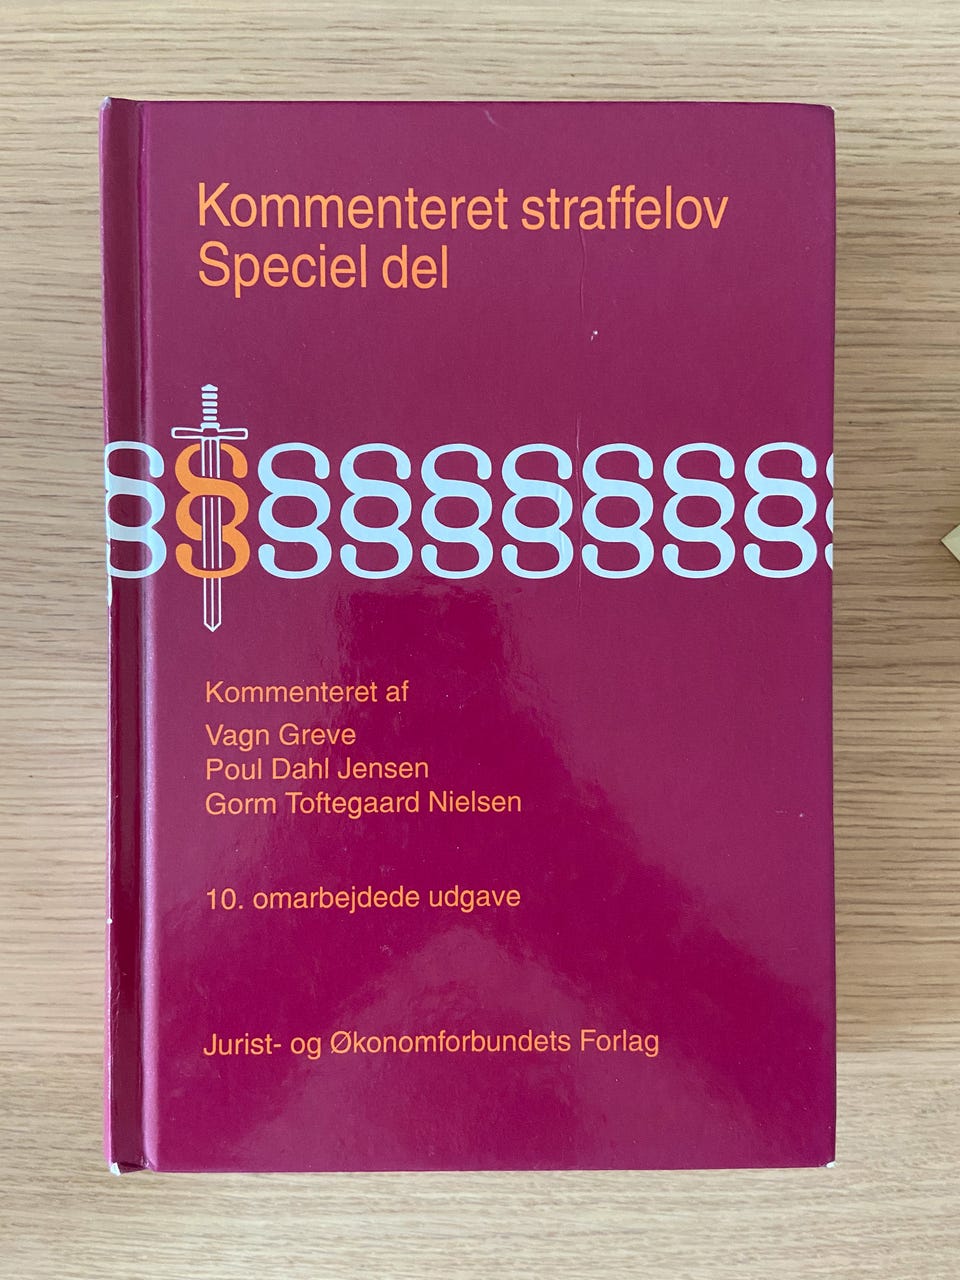 Kommenteret straffelov
Speciel del
§§§§§§§§§§
Kommenteret af
Vagn Greve
Poul Dahl Jensen
Gorm Toftegaard Nielsen
10. omarbejdede udgave
Jurist- og Økonomforbundets Forlag